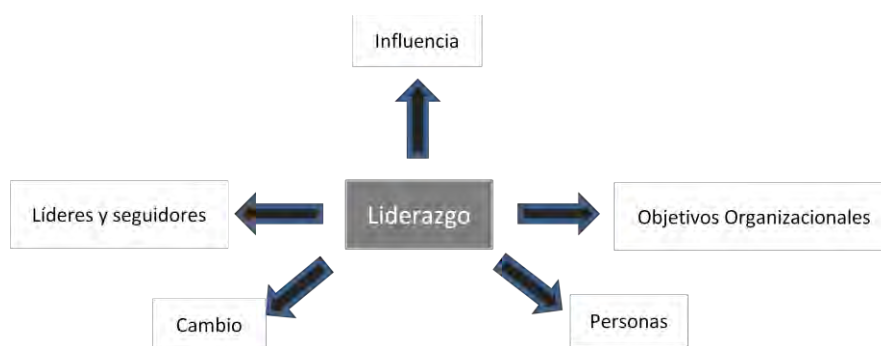 Influencia
Líderes y seguidores
Liderazgo
Objetivos Organizacionales
Cambio
Personas